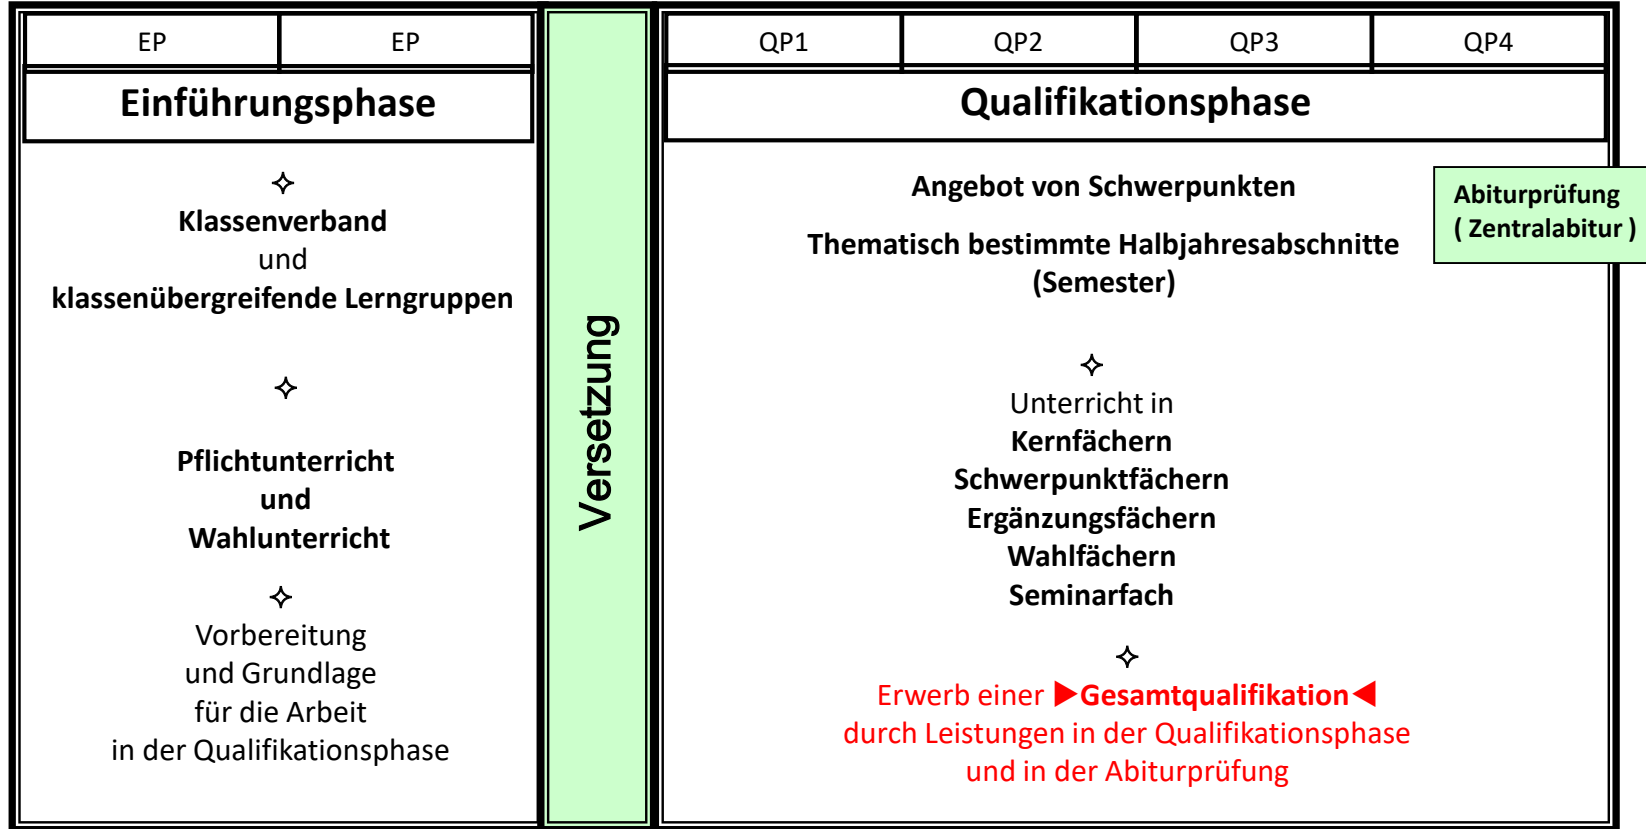 EP
EP
Einführungsphase
Klassenverband
und
klassenübergreifende Lerngruppen
Pflichtunterricht
und
Wahlunterricht
Vorbereitung
und Grundlage
für die Arbeit
in der Qualifikationsphase
Versetzung
QP1
QP2
QP3
QP4
Qualifikationsphase
Angebot von Schwerpunkten
Thematisch bestimmte Halbjahresabschnitte
(Semester)
Unterricht in
Kernfächern
Schwerpunktfächern
Ergänzungsfächern
Wahlfächern
Seminarfach
Erwerb einer ▶Gesamtqualifikation◀
durch Leistungen in der Qualifikationsphase
und in der Abiturprüfung
Abiturprüfung
( Zentralabitur )